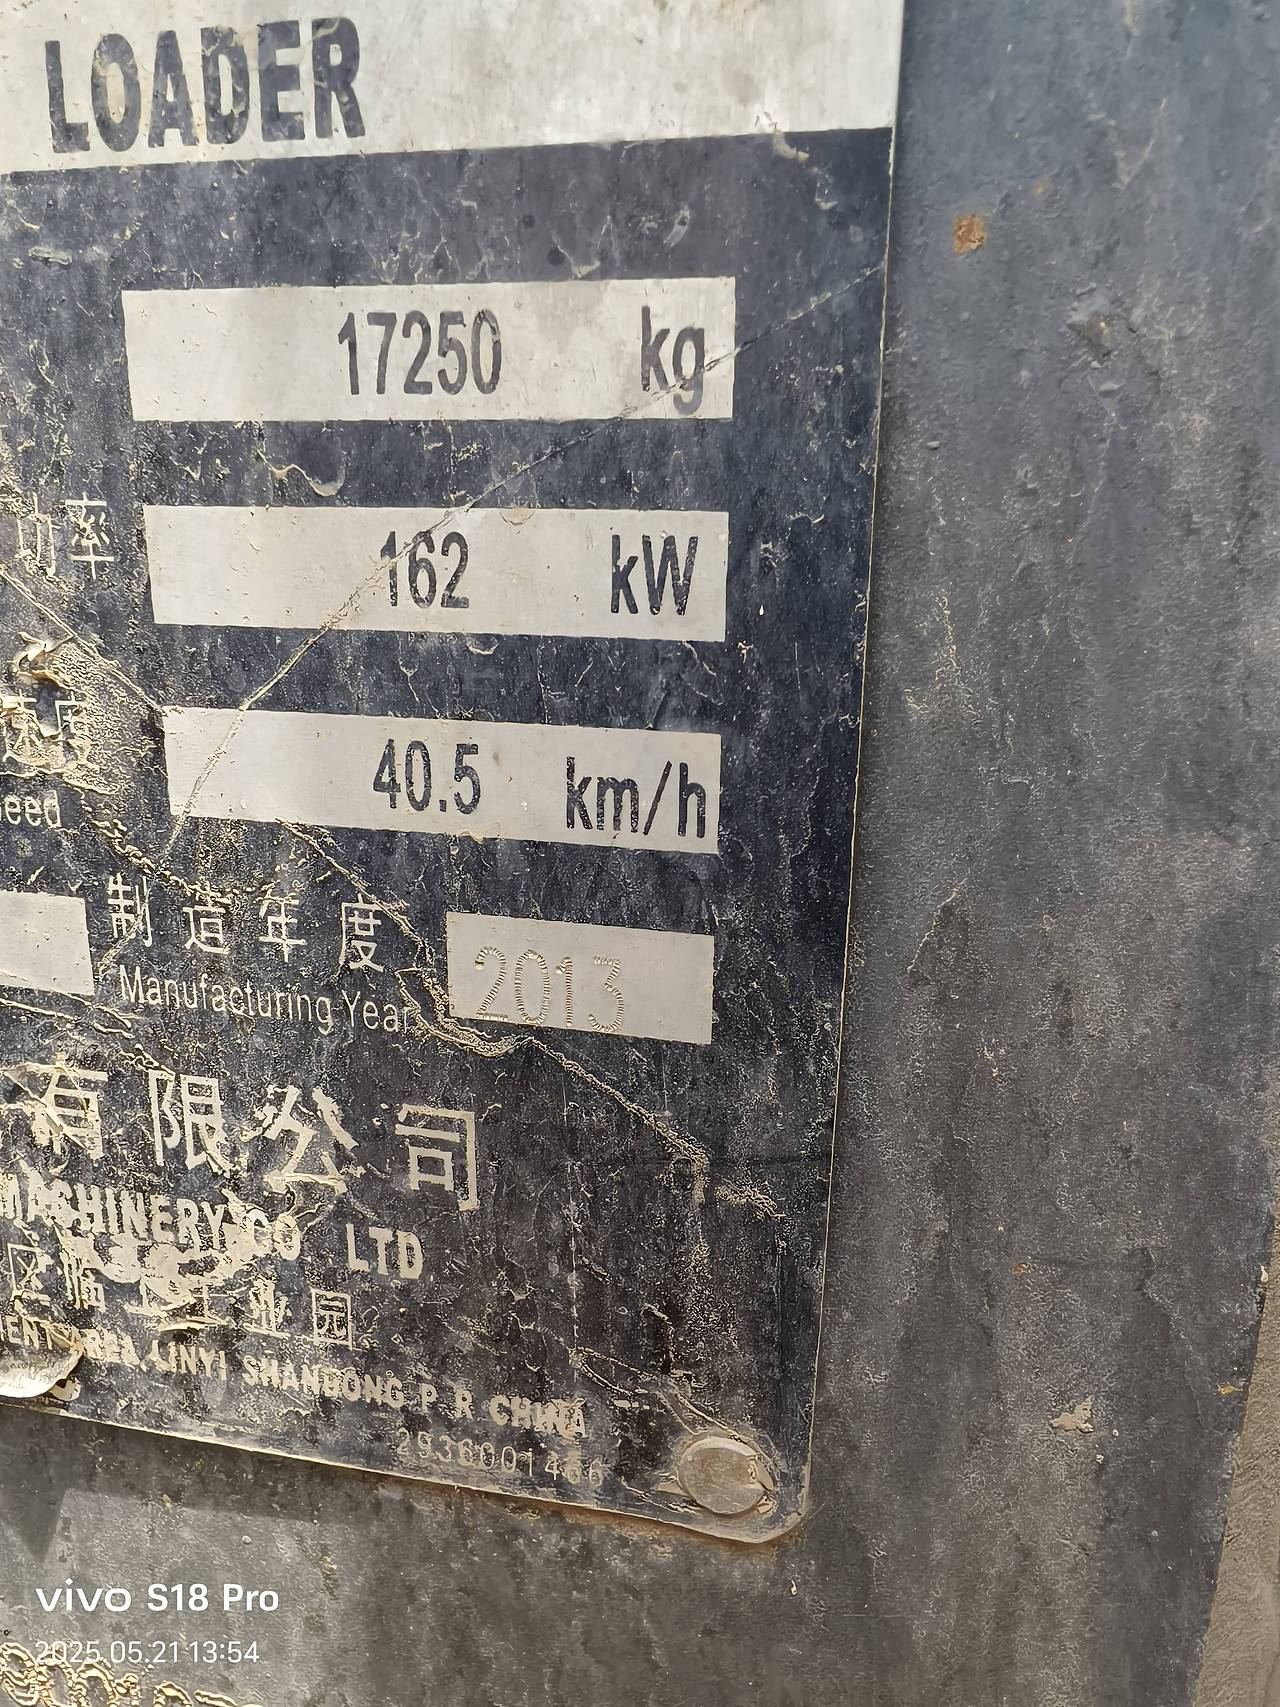 LOADER
17250 kg
功率 162 kW
速度 40.5 km/h
eed
制造年度 2013
Manufacturing Year
有限公司
MACHINERY CO LTD
业园
AREA LINYI SHANDONG P.R.CHINA
vivo S18 Pro
2025.05.21 13:54